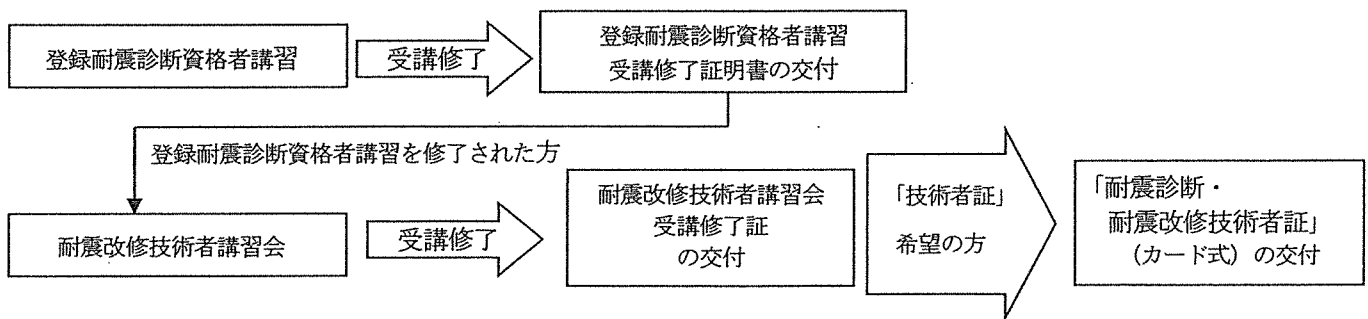 登録耐震診断資格者講習
受講修了
登録耐震診断資格者講習
受講修了証明書の交付
登録耐震診断資格者講習を修了された方
耐震改修技術者講習会
受講修了
耐震改修技術者講習会
受講修了証
の交付
「技術者証」
希望の方
「耐震診断・
耐震改修技術者証」
（カード式）の交付